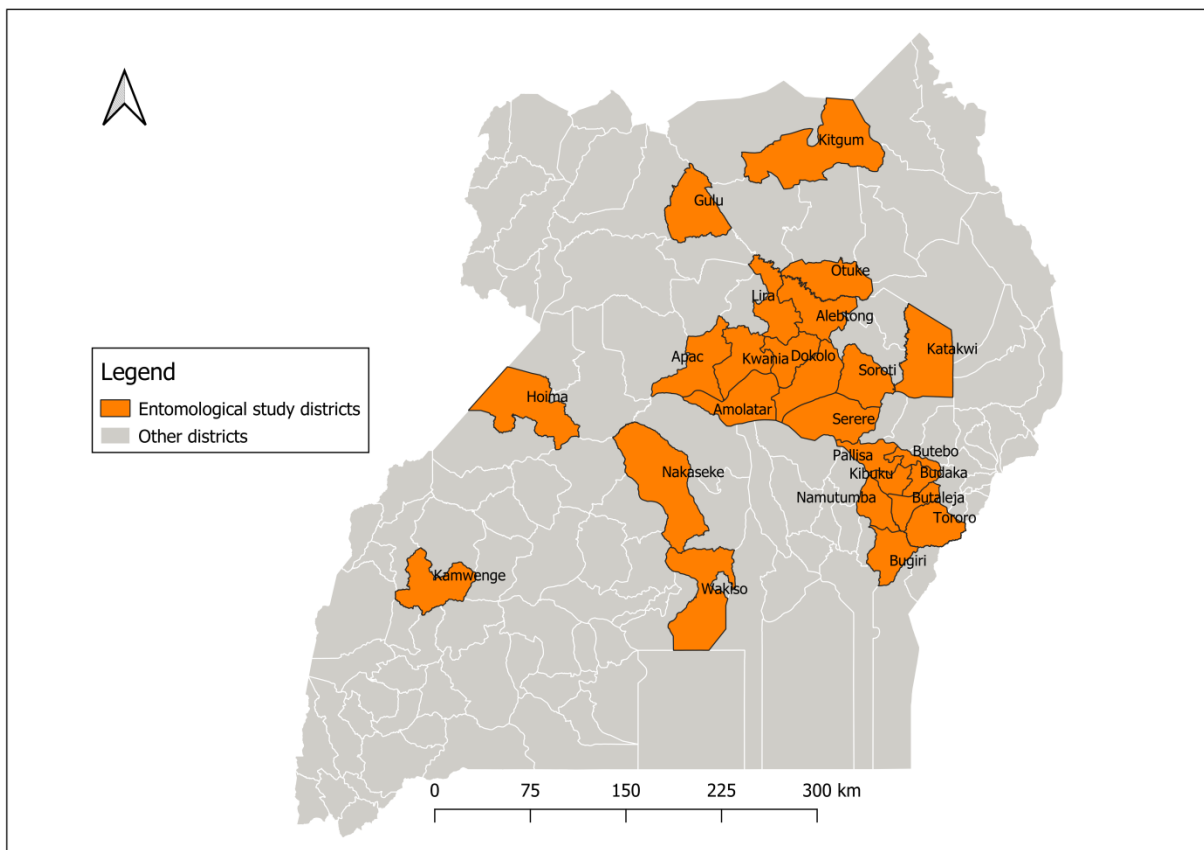 Kitgum
Gulu
Otuke
Lira
Alebtong
Katakwi
Apac
Kwania
Dokolo
Soroti
Legend
Entomological study districts
Other districts
Hoima
Amolatar
Serere
Pallisa
Butebo
Kibuku
Budaka
Nakaseke
Namutumba
Butaleja
Tororo
Bugiri
Kamwenge
Wakiso
0 75 150 225 300 km